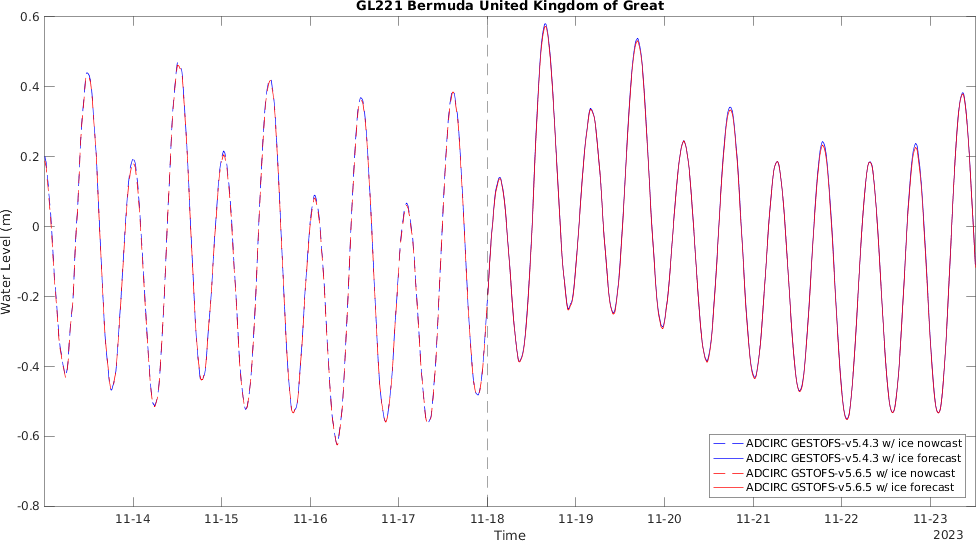 GL221 Bermuda United Kingdom of Great
0.6
0.4
0.2
0
-0.2
-0.4
-0.6
-0.8
Water Level (m)
ADCIRC GESTOFS-v5.4.3 w/ ice nowcast
ADCIRC GESTOFS-v5.4.3 w/ ice forecast
ADCIRC GSTOFS-v5.6.5 w/ ice nowcast
ADCIRC GSTOFS-v5.6.5 w/ ice forecast
11-14 11-15 11-16 11-17 11-18 11-19 11-20 11-21 11-22 11-23
Time
2023